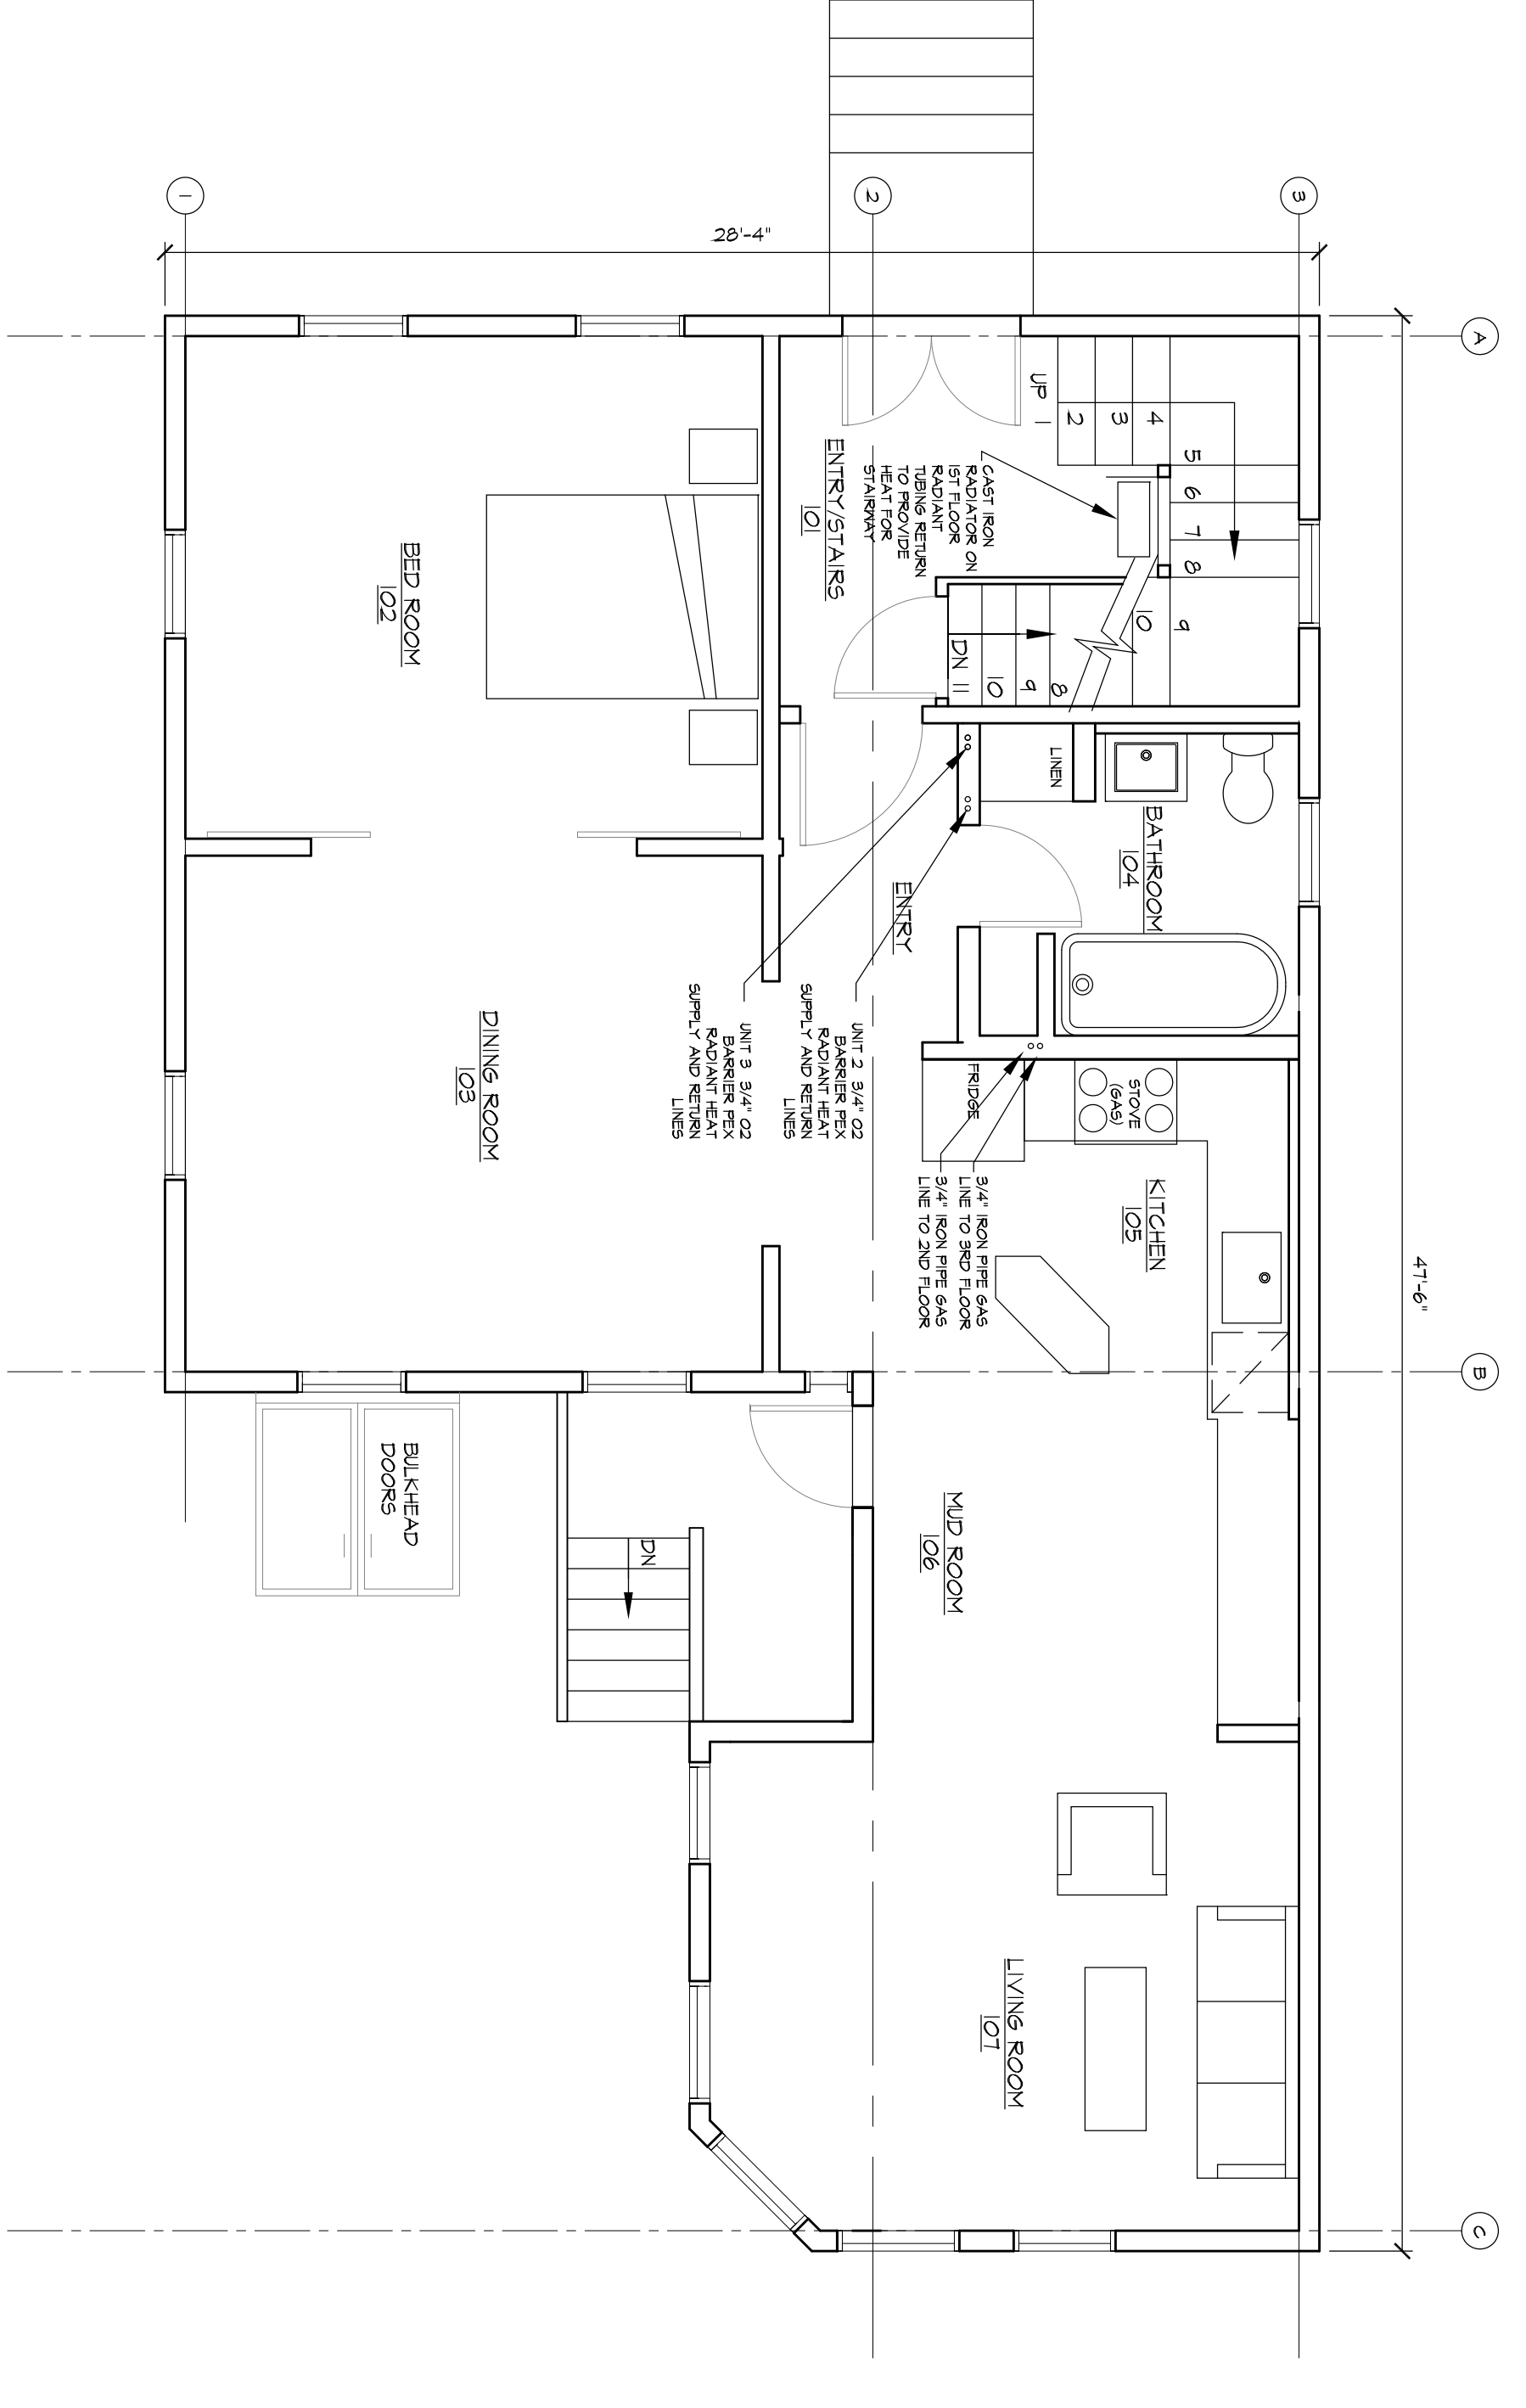 1
2
3
28'-4"
A
47'-6"
B
C
UP 1
2
3
4
5
6
7
8
9
10
CAST IRON
RADIATOR ON
1ST FLOOR
RADIANT
TUBING RETURN
TO PROVIDE
HEAT FOR
STAIRWAY
ENTRY/STAIRS
101
DN 11
10
9
8
BED ROOM
102
LINEN
BATHROOM
104
ENTRY
UNIT 2 3/4" O2
BARRIER PEX
RADIANT HEAT
SUPPLY AND RETURN
LINES
UNIT 3 3/4" O2
BARRIER PEX
RADIANT HEAT
SUPPLY AND RETURN
LINES
DINING ROOM
103
FRIDGE
STOVE
(GAS)
KITCHEN
105
3/4" IRON PIPE GAS
LINE TO 3RD FLOOR
3/4" IRON PIPE GAS
LINE TO 2ND FLOOR
BULKHEAD
DOORS
DN
MUD ROOM
106
LIVING ROOM
107